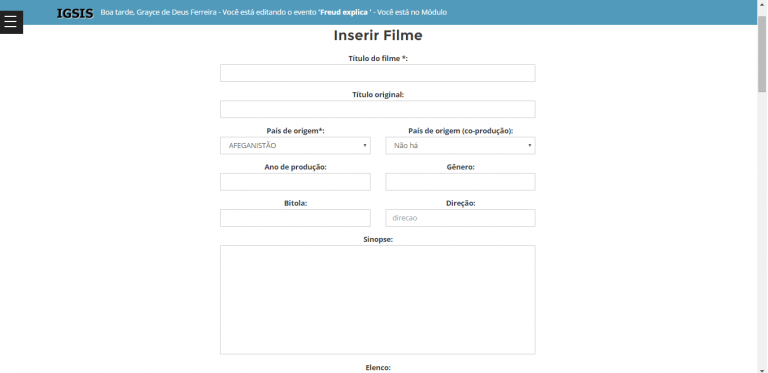 IGSIS Boa tarde, Grayce de Deus Ferreira - Você está editando o evento 'Freud explica ' - Você está no Módulo
Inserir Filme
Título do filme *:
Título original:
País de origem*: País de origem (co-produção):
AFEGANISTÃO Não há
Ano de produção: Gênero:
Bitola: Direção:
direcao
Sinopse:
Elenco: